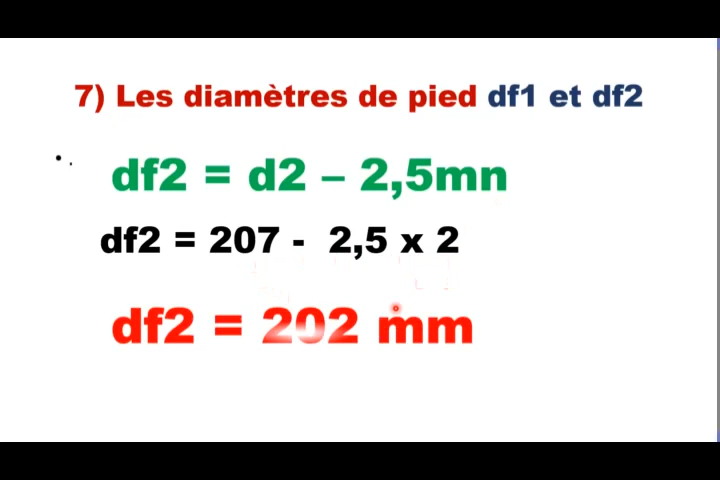 7) Les diamètres de pied df1 et df2
df2 = d2 – 2,5mn
df2 = 207 - 2,5 x 2
df2 = 202 mm